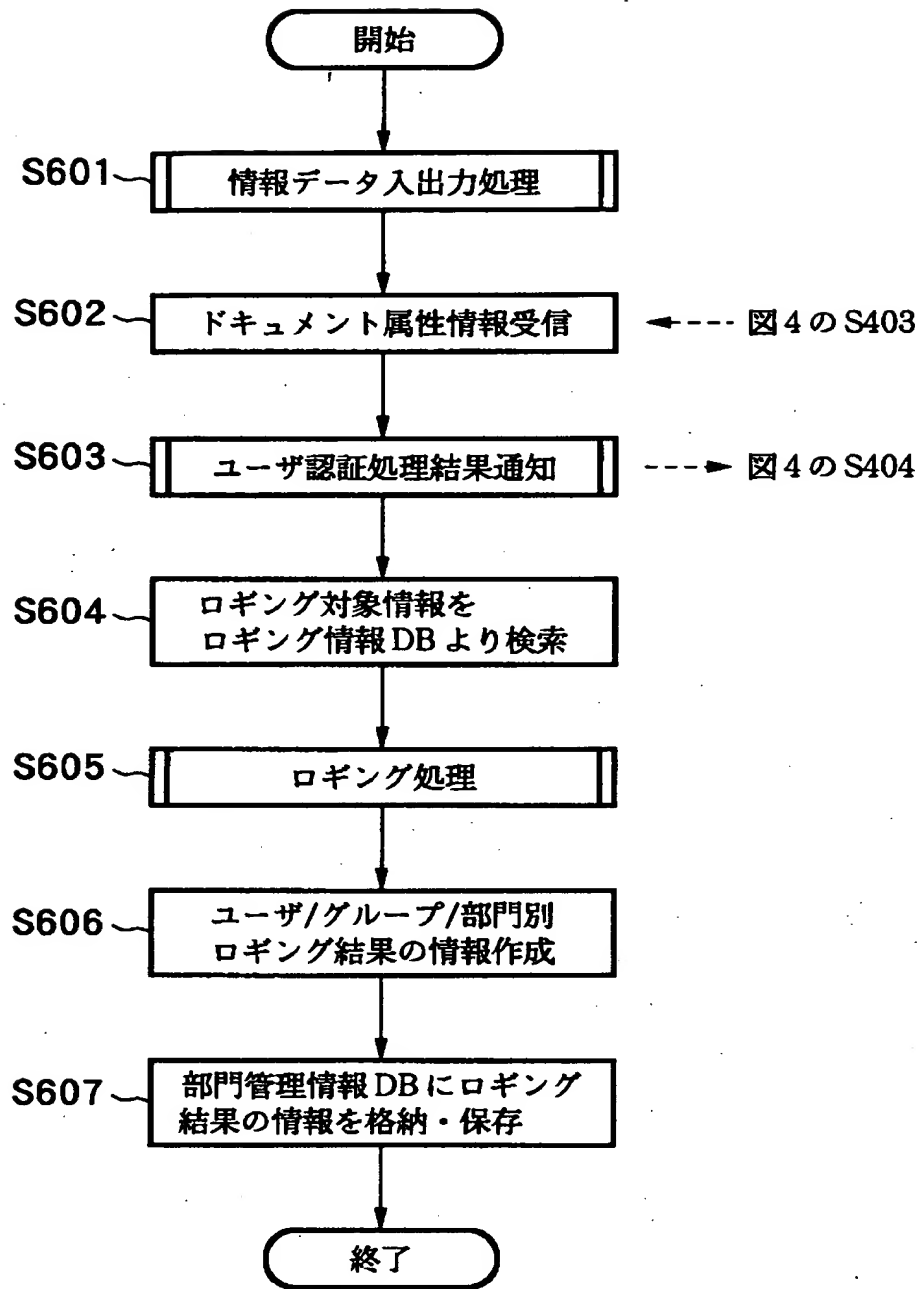 開始
S601 情報データ入出力処理
S602 ドキュメント属性情報受信 図4のS403
S603 ユーザ認証処理結果通知 図4のS404
S604 ロギング対象情報を
ロギング情報DBより検索
S605 ロギング処理
S606 ユーザ/グループ/部門別
ロギング結果の情報作成
S607 部門管理情報DBにロギング
結果の情報を格納・保存
終了